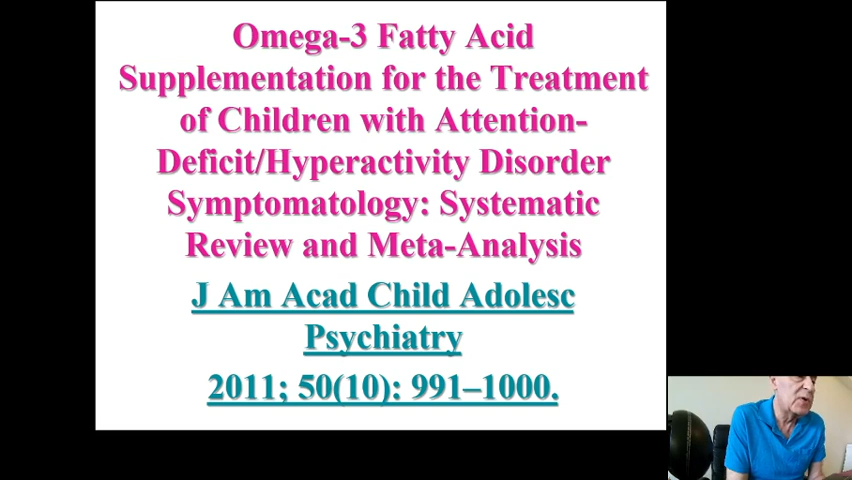 Omega-3 Fatty Acid
Supplementation for the Treatment
of Children with Attention-
Deficit/Hyperactivity Disorder
Symptomatology: Systematic
Review and Meta-Analysis
J Am Acad Child Adolesc
Psychiatry
2011; 50(10): 991–1000.